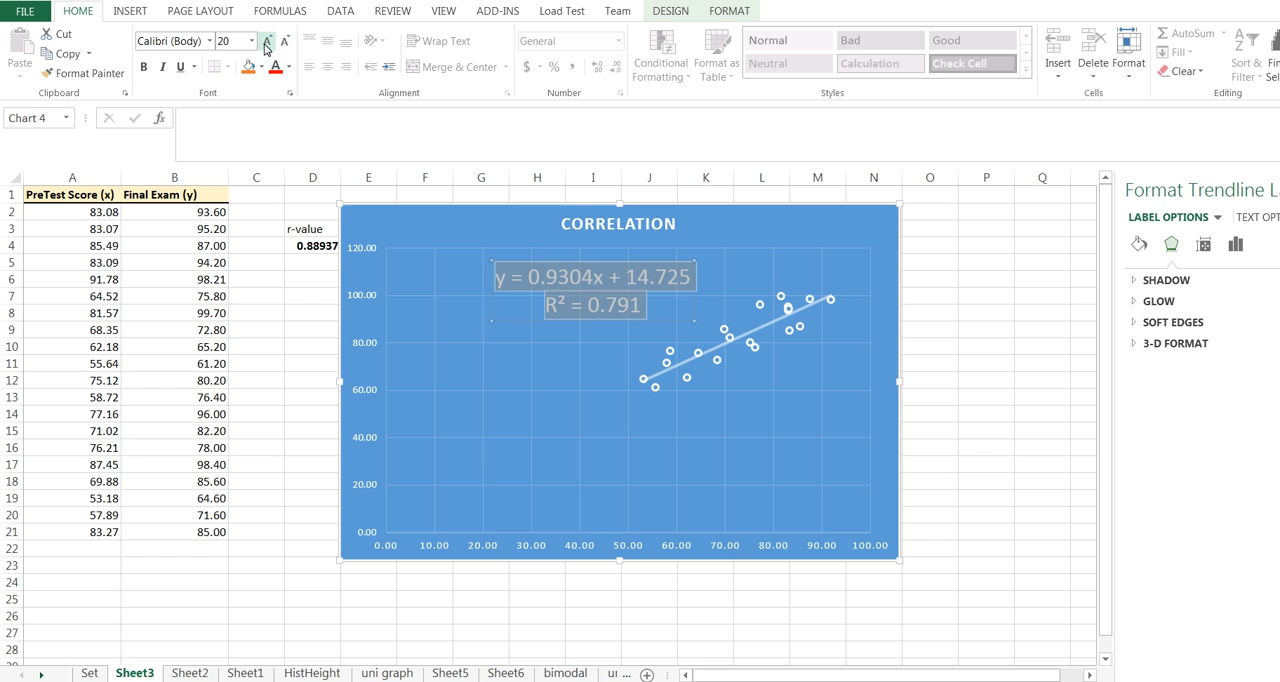 FILE HOME INSERT PAGE LAYOUT FORMULAS DATA REVIEW VIEW ADD-INS Load Test Team DESIGN FORMAT
Paste
Cut
Copy
Format Painter
Clipboard
Calibri (Body) 20 A A
B I U A
Font
Wrap Text
Merge & Center
Alignment
General
$ % ,
Number
Conditional Formatting
Format as Table
Normal Bad Good
Neutral Calculation Check Cell
Styles
Insert Delete Format
Cells
AutoSum
Fill
Clear
Sort &
Filter
Editing
Chart 4 fx
A B C D E F G H I J K L M N O P Q
1 PreTest Score (x) Final Exam (y)
2 83.08 93.60
3 83.07 95.20 r-value
4 85.49 87.00 0.88937
5 83.09 94.20
6 91.78 98.21
7 64.52 75.80
8 81.57 99.70
9 68.35 72.80
10 62.18 65.20
11 55.64 61.20
12 75.12 80.20
13 58.72 76.40
14 77.16 96.00
15 71.02 82.20
16 76.21 78.00
17 87.45 98.40
18 69.88 85.60
19 53.18 64.60
20 57.89 71.60
21 83.27 85.00
22
23
24
25
26
27
28
CORRELATION
y = 0.9304x + 14.725
R² = 0.791
120.00
100.00
80.00
60.00
40.00
20.00
0.00
0.00 10.00 20.00 30.00 40.00 50.00 60.00 70.00 80.00 90.00 100.00
Format Trendline La
LABEL OPTIONS TEXT OPT
SHADOW
GLOW
SOFT EDGES
3-D FORMAT
Set Sheet3 Sheet2 Sheet1 HistHeight uni graph Sheet5 Sheet6 bimodal ...